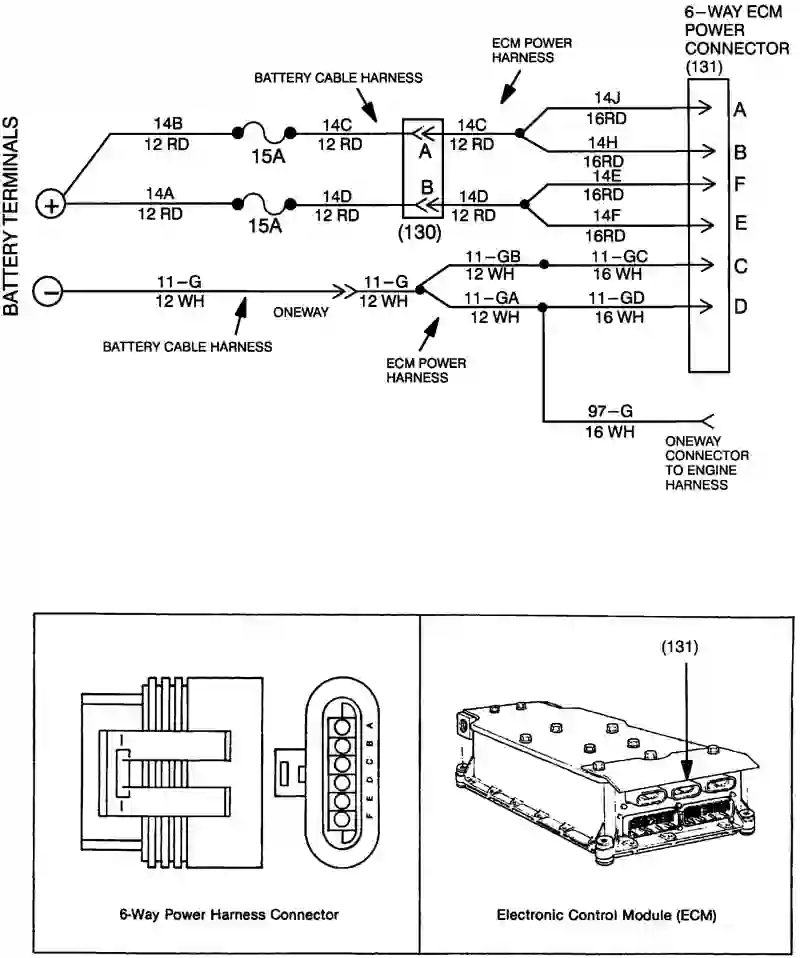 6-WAY ECM
POWER
CONNECTOR
(131)
ECM POWER
HARNESS
BATTERY CABLE HARNESS
BATTERY TERMINALS
14B
12 RD
15A
14C
12 RD
A
14C
12 RD
14J
16RD
A
14H
16RD
B
14A
12 RD
15A
14D
12 RD
B
14D
12 RD
14E
16RD
F
14F
16RD
E
(130)
+
−
11-G
12 WH
ONEWAY
11-G
12 WH
11-GB
12 WH
11-GC
16 WH
C
11-GA
12 WH
11-GD
16 WH
D
BATTERY CABLE HARNESS
ECM POWER
HARNESS
97-G
16 WH
ONEWAY
CONNECTOR
TO ENGINE
HARNESS
F E D C B A
6-Way Power Harness Connector
(131)
Electronic Control Module (ECM)